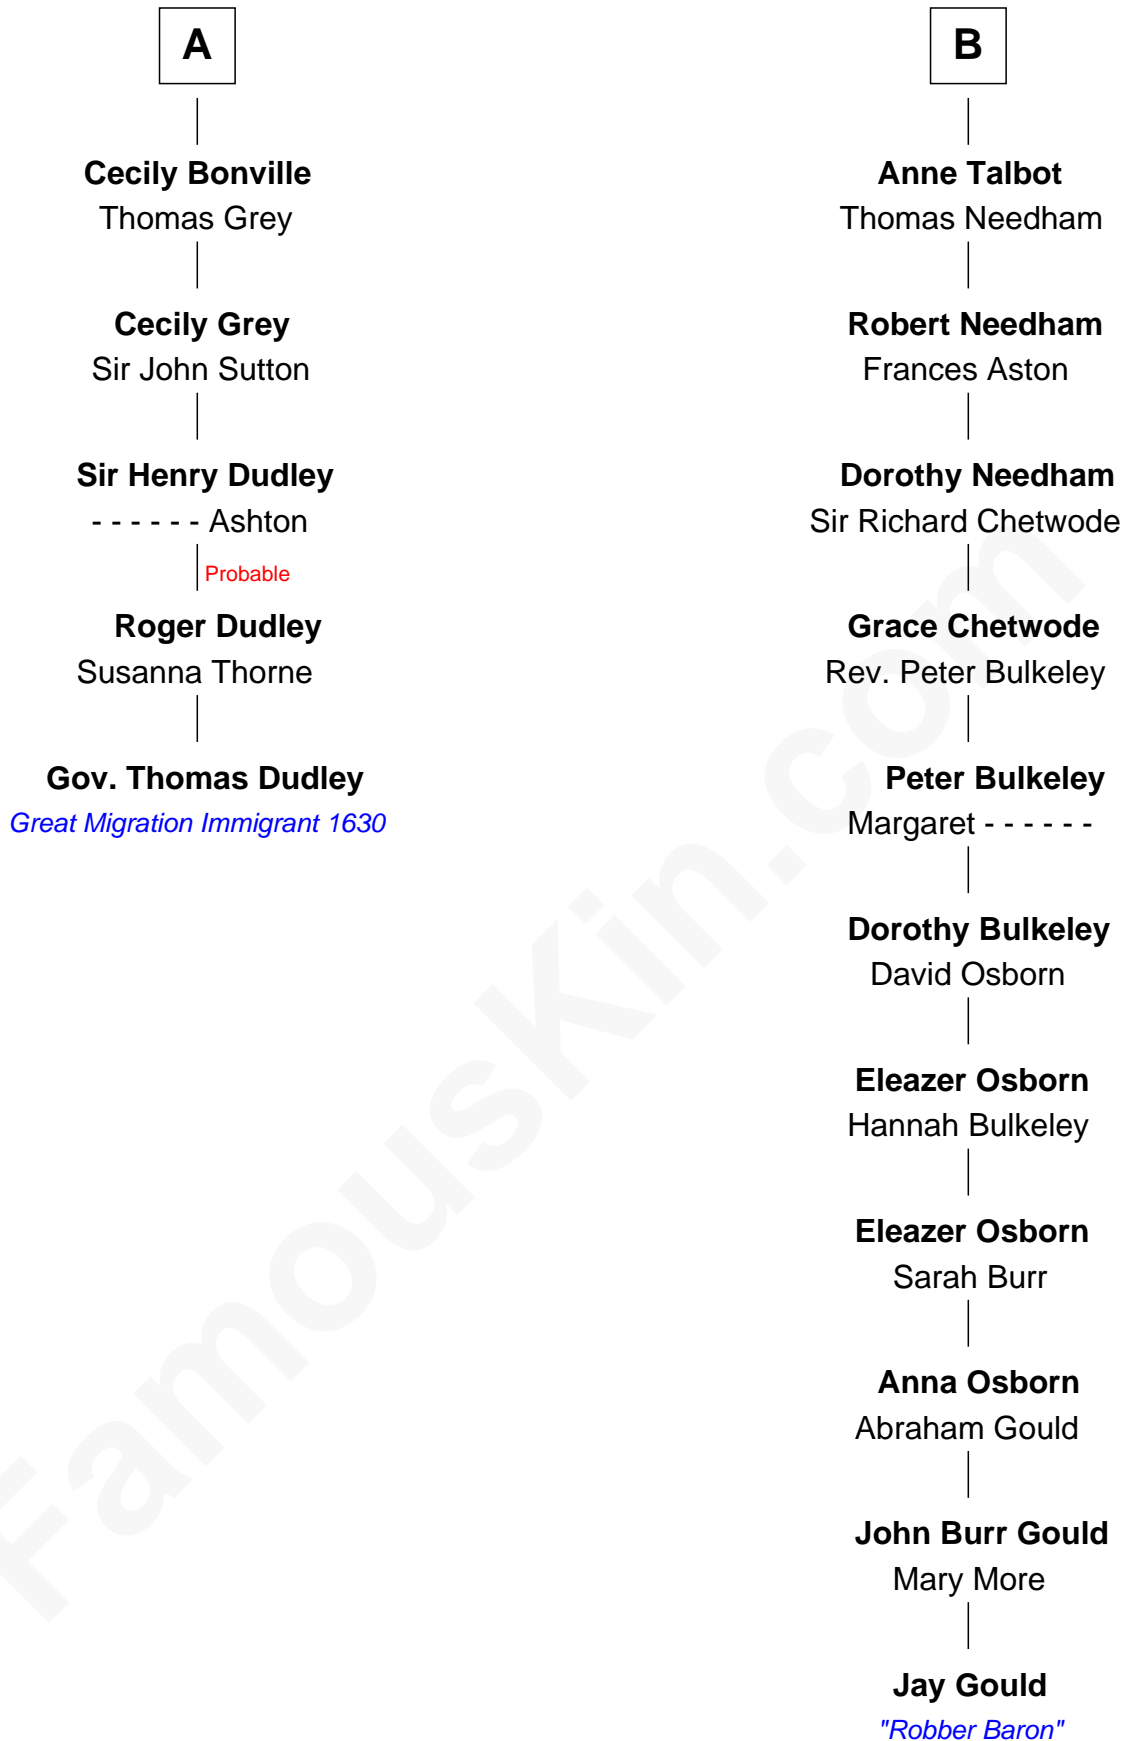 A
Cecily Bonville
Thomas Grey
Cecily Grey
Sir John Sutton
Sir Henry Dudley
- - - - - - Ashton
Probable
Roger Dudley
Susanna Thorne
Gov. Thomas Dudley
Great Migration Immigrant 1630
B
Anne Talbot
Thomas Needham
Robert Needham
Frances Aston
Dorothy Needham
Sir Richard Chetwode
Grace Chetwode
Rev. Peter Bulkeley
Peter Bulkeley
Margaret - - - - - -
Dorothy Bulkeley
David Osborn
Eleazer Osborn
Hannah Bulkeley
Eleazer Osborn
Sarah Burr
Anna Osborn
Abraham Gould
John Burr Gould
Mary More
Jay Gould
"Robber Baron"
FamousKin.com